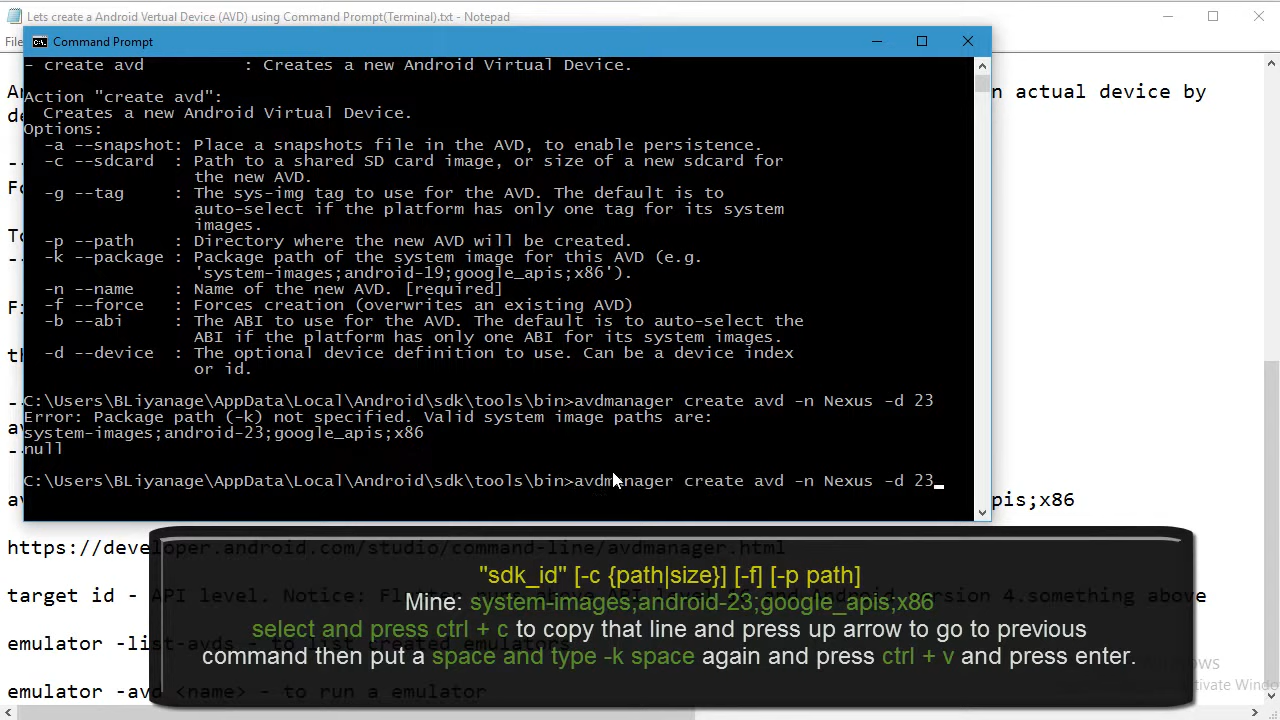 Lets create a Android Virtual Device (AVD) using Command Prompt(Terminal).txt - Notepad
Command Prompt
- create avd : Creates a new Android Virtual Device.
actual device by
Action "create avd":
Creates a new Android Virtual Device.
Options:
-a --snapshot: Place a snapshots file in the AVD, to enable persistence.
-c --sdcard : Path to a shared SD card image, or size of a new sdcard for
the new AVD.
-g --tag : The sys-img tag to use for the AVD. The default is to
auto-select if the platform has only one tag for its system
images.
-p --path : Directory where the new AVD will be created.
-k --package : Package path of the system image for this AVD (e.g.
'system-images;android-19;google_apis;x86').
-n --name : Name of the new AVD. [required]
-f --force : Forces creation (overwrites an existing AVD)
-b --abi : The ABI to use for the AVD. The default is to auto-select the
ABI if the platform has only one ABI for its system images.
-d --device : The optional device definition to use. Can be a device index
or id.
C:\Users\BLiyanage\AppData\Local\Android\sdk\tools\bin>avdmanager create avd -n Nexus -d 23
Error: Package path (-k) not specified. Valid system image paths are:
system-images;android-23;google_apis;x86
null
C:\Users\BLiyanage\AppData\Local\Android\sdk\tools\bin>avdmanager create avd -n Nexus -d 23_
pis;x86
https://developer.android.com/studio/command-line/avdmanager.html
"sdk_id" [-c {path|size}] [-f] [-p path]
target id - API level. Notice: version 4.something above
Mine: system-images;android-23;google_apis;x86
select and press ctrl + c to copy that line and press up arrow to go to previous
emulator -list-avds - to list created emulators
command then put a space and type -k space again and press ctrl + v and press enter.
emulator -avd <name> - to run a emulator